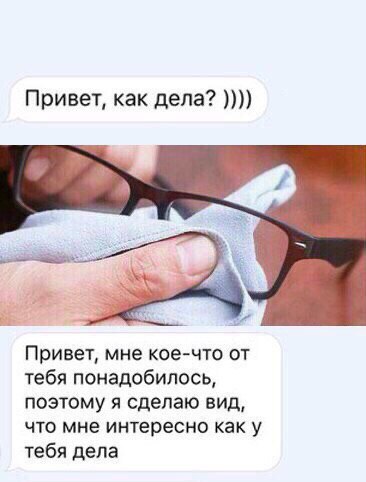 Привет, как дела? ))))
Привет, мне кое-что от
тебя понадобилось,
поэтому я сделаю вид,
что мне интересно как у
тебя дела